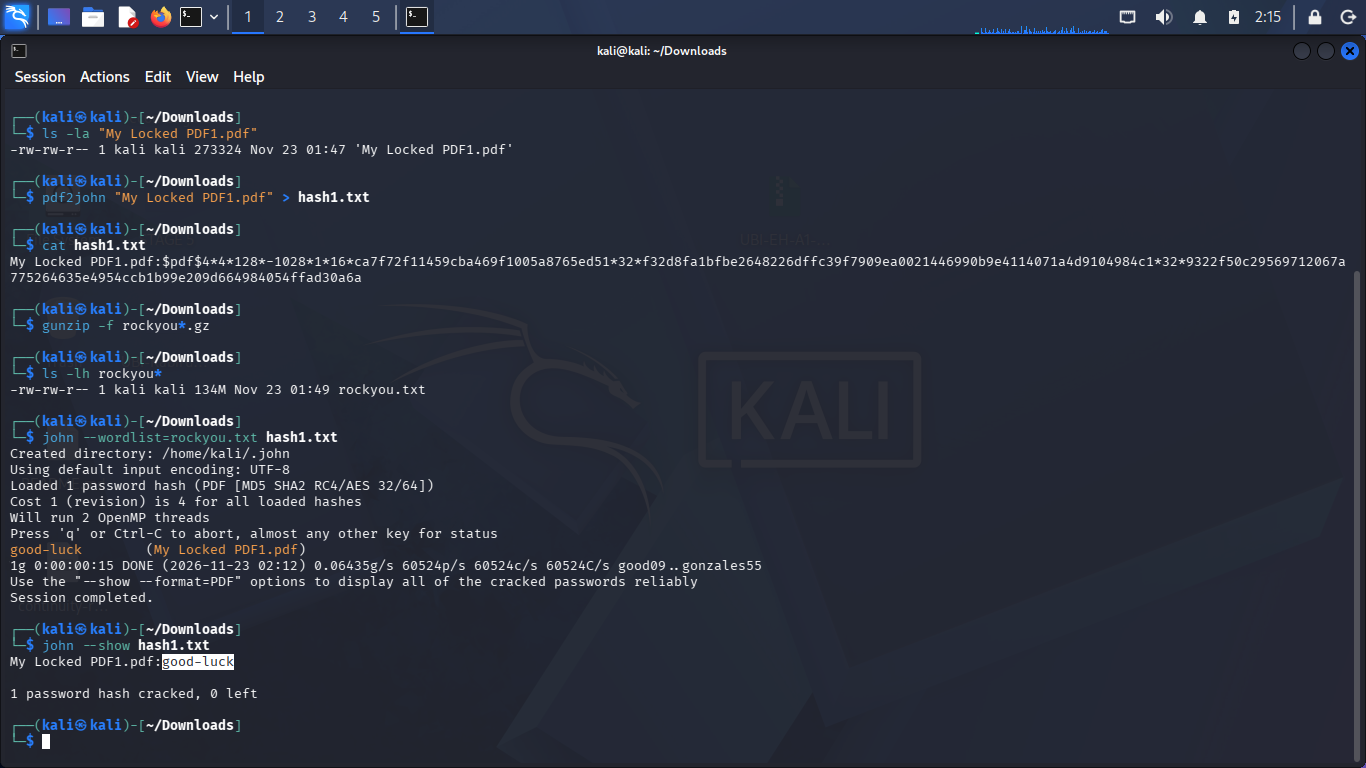 1 2 3 4 5 2:15
kali@kali: ~/Downloads
Session Actions Edit View Help
┌──(kali㉿kali)-[~/Downloads]
└─$ ls -la "My Locked PDF1.pdf"
-rw-rw-r-- 1 kali kali 273324 Nov 23 01:47 'My Locked PDF1.pdf'
┌──(kali㉿kali)-[~/Downloads]
└─$ pdf2john "My Locked PDF1.pdf" > hash1.txt
┌──(kali㉿kali)-[~/Downloads]
└─$ cat hash1.txt
My Locked PDF1.pdf:$pdf$4*4*128*-1028*1*16*ca7f72f11459cba469f1005a8765ed51*32*f32d8fa1bfbe2648226dffc39f7909ea0021446990b9e4114071a4d9104984c1*32*9322f50c29569712067a
775264635e4954ccb1b99e209d664984054ffad30a6a
┌──(kali㉿kali)-[~/Downloads]
└─$ gunzip -f rockyou*.gz
┌──(kali㉿kali)-[~/Downloads]
└─$ ls -lh rockyou*
-rw-rw-r-- 1 kali kali 134M Nov 23 01:49 rockyou.txt
┌──(kali㉿kali)-[~/Downloads]
└─$ john --wordlist=rockyou.txt hash1.txt
Created directory: /home/kali/.john
Using default input encoding: UTF-8
Loaded 1 password hash (PDF [MD5 SHA2 RC4/AES 32/64])
Cost 1 (revision) is 4 for all loaded hashes
Will run 2 OpenMP threads
Press 'q' or Ctrl-C to abort, almost any other key for status
good-luck        (My Locked PDF1.pdf)
1g 0:00:00:15 DONE (2026-11-23 02:12) 0.06435g/s 60524p/s 60524c/s 60524C/s good09..gonzales55
Use the "--show --format=PDF" options to display all of the cracked passwords reliably
Session completed.
┌──(kali㉿kali)-[~/Downloads]
└─$ john --show hash1.txt
My Locked PDF1.pdf:good-luck
1 password hash cracked, 0 left
┌──(kali㉿kali)-[~/Downloads]
└─$
KALI